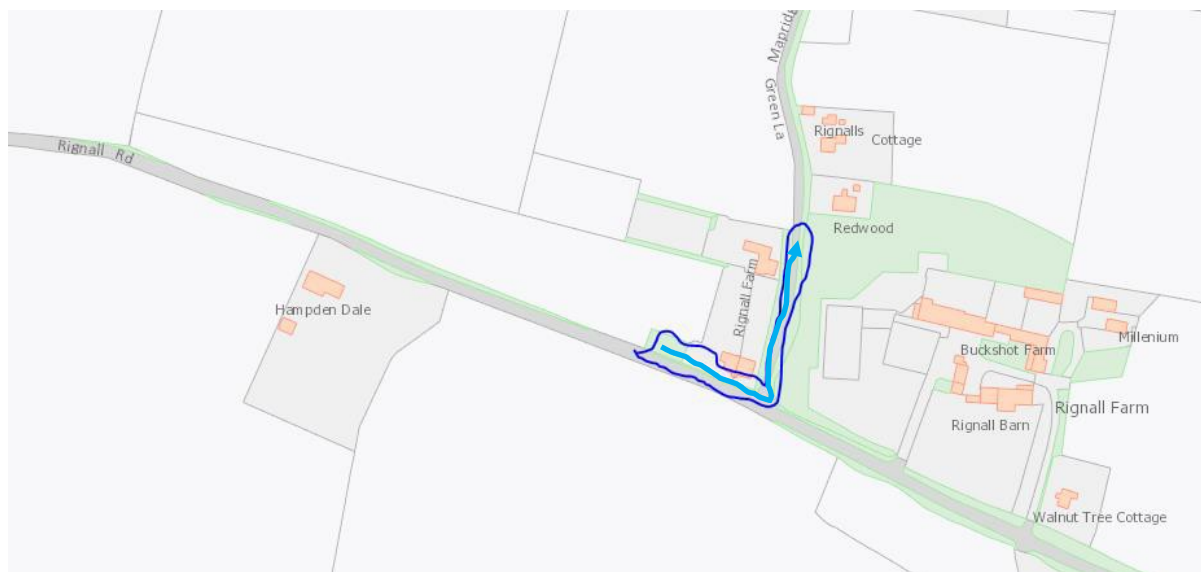 Mapridge
Green La
Rignalls
Cottage
Rignall Rd
Redwood
Rignall Farm
Hampden Dale
Millenium
Buckshot Farm
Rignall Farm
Rignall Barn
Walnut Tree Cottage